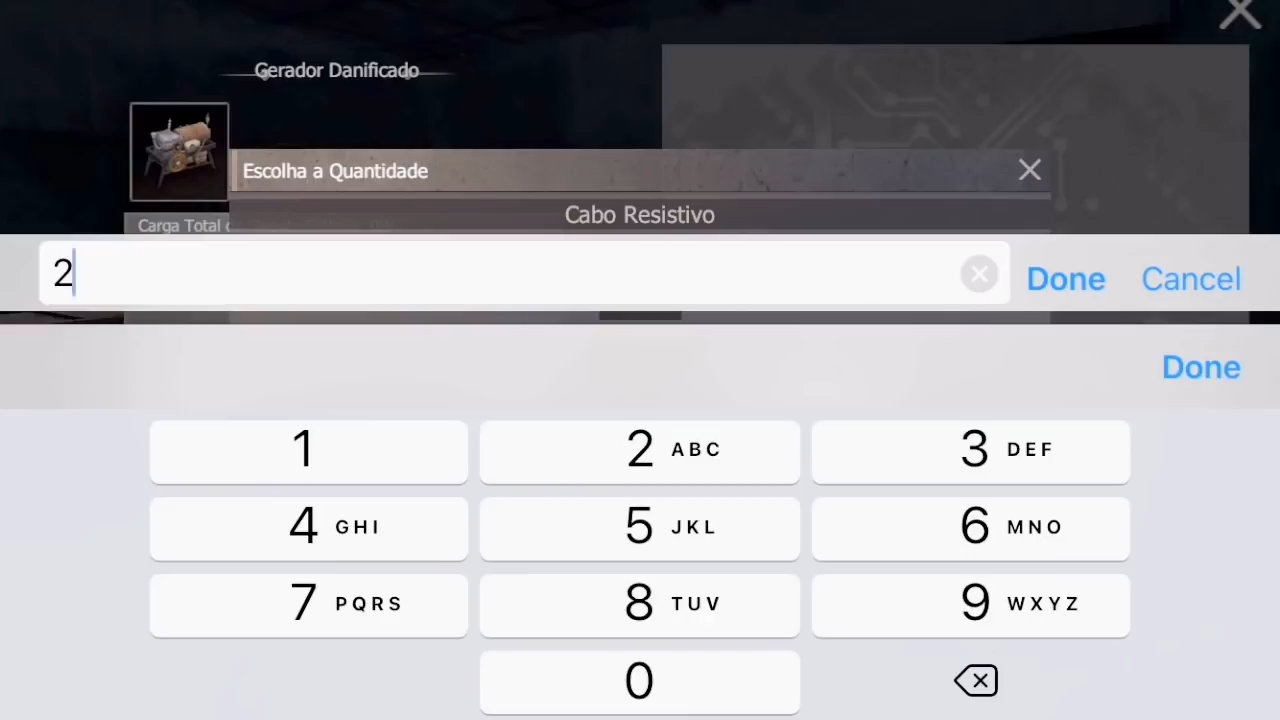 Gerador Danificado
Escolha a Quantidade
Cabo Resistivo
Carga Total
2
Done Cancel
Done
1 2 ABC 3 DEF
4 GHI 5 JKL 6 MNO
7 PQRS 8 TUV 9 WXYZ
0